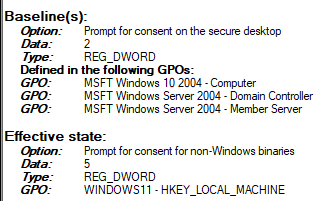 Baseline(s):
Option: Prompt for consent on the secure desktop
Data: 2
Type: REG_DWORD
Defined in the following GPOs:
GPO: MSFT Windows 10 2004 - Computer
GPO: MSFT Windows Server 2004 - Domain Controller
GPO: MSFT Windows Server 2004 - Member Server
Effective state:
Option: Prompt for consent for non-Windows binaries
Data: 5
Type: REG_DWORD
GPO: WINDOWS11 - HKEY_LOCAL_MACHINE